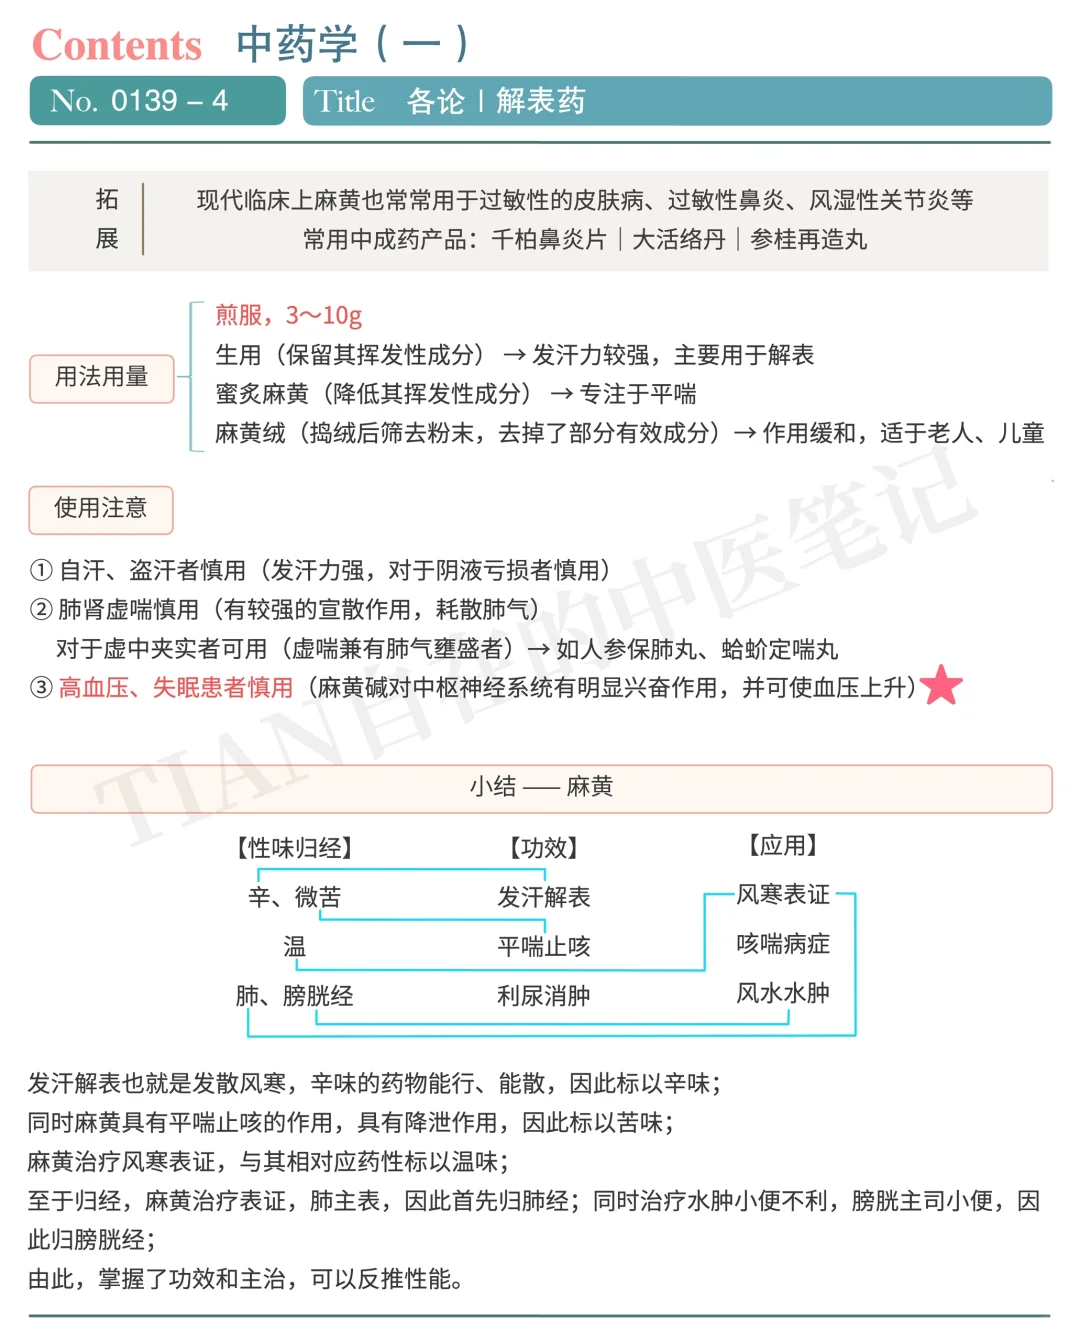 Contents 中药学（一）
No. 0139 – 4 Title 各论 | 解表药
拓展
现代临床上麻黄也常常用于过敏性的皮肤病、过敏性鼻炎、风湿性关节炎等
常用中成药产品：千柏鼻炎片｜大活络丹｜参桂再造丸
用法用量
煎服，3～10g
生用（保留其挥发性成分） → 发汗力较强，主要用于解表
蜜炙麻黄（降低其挥发性成分） → 专注于平喘
麻黄绒（捣绒后筛去粉末，去掉了部分有效成分）→ 作用缓和，适于老人、儿童
使用注意
① 自汗、盗汗者慎用（发汗力强，对于阴液亏损者慎用）
② 肺肾虚喘慎用（有较强的宣散作用，耗散肺气）
对于虚中夹实者可用（虚喘兼有肺气壅盛者）→ 如人参保肺丸、蛤蚧定喘丸
③ 高血压、失眠患者慎用（麻黄碱对中枢神经系统有明显兴奋作用，并可使血压上升）
TIAN自在的中医笔记
小结 —— 麻黄
【性味归经】 【功效】 【应用】
辛、微苦 发汗解表 风寒表证
温 平喘止咳 咳喘病症
肺、膀胱经 利尿消肿 风水水肿
发汗解表也就是发散风寒，辛味的药物能行、能散，因此标以辛味；
同时麻黄具有平喘止咳的作用，具有降泄作用，因此标以苦味；
麻黄治疗风寒表证，与其相对应药性标以温味；
至于归经，麻黄治疗表证，肺主表，因此首先归肺经；同时治疗水肿小便不利，膀胱主司小便，因
此归膀胱经；
由此，掌握了功效和主治，可以反推性能。